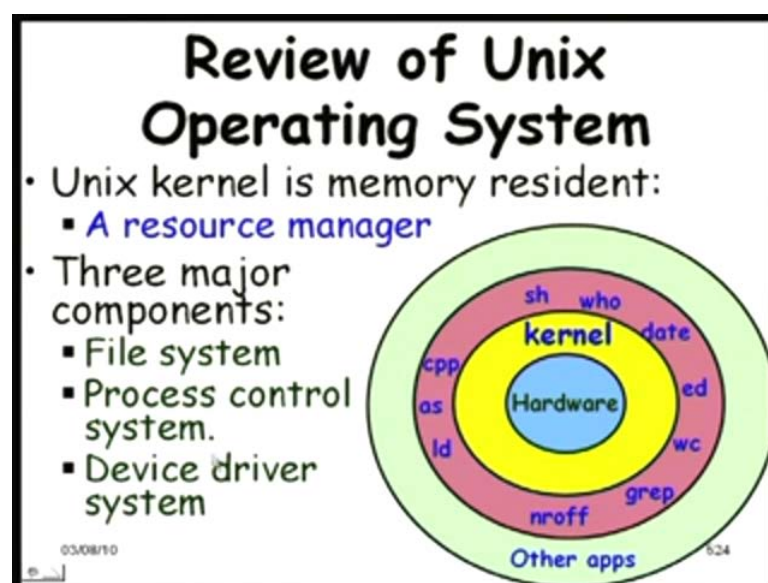 Review of Unix
Operating System
• Unix kernel is memory resident:
▪ A resource manager
• Three major
components:
▪ File system
▪ Process control
system.
▪ Device driver
system
sh who
kernel date
cpp
Hardware
as
ed
ld
wc
grep
nroff
Other apps
03/08/10
624